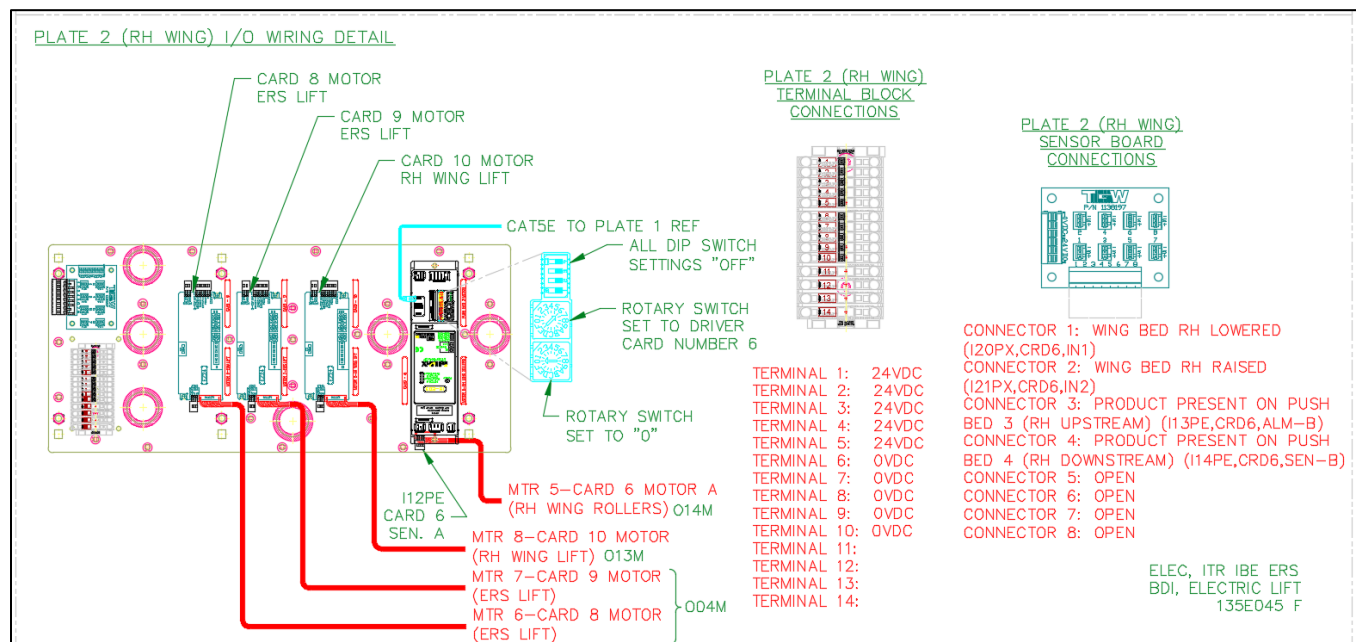 PLATE 2 (RH WING) I/O WIRING DETAIL
CARD 8 MOTOR
ERS LIFT
CARD 9 MOTOR
ERS LIFT
CARD 10 MOTOR
RH WING LIFT
CAT5E TO PLATE 1 REF
ALL DIP SWITCH
SETTINGS "OFF"
ROTARY SWITCH
SET TO DRIVER
CARD NUMBER 6
ROTARY SWITCH
SET TO "0"
I12PE
CARD 6
SEN. A
MTR 5-CARD 6 MOTOR A
(RH WING ROLLERS) O14M
MTR 8-CARD 10 MOTOR
(RH WING LIFT) O13M
MTR 7-CARD 9 MOTOR
(ERS LIFT)
MTR 6-CARD 8 MOTOR
(ERS LIFT)
O04M
PLATE 2 (RH WING)
TERMINAL BLOCK
CONNECTIONS
TERMINAL 1: 24VDC
TERMINAL 2: 24VDC
TERMINAL 3: 24VDC
TERMINAL 4: 24VDC
TERMINAL 5: 24VDC
TERMINAL 6: 0VDC
TERMINAL 7: 0VDC
TERMINAL 8: 0VDC
TERMINAL 9: 0VDC
TERMINAL 10: 0VDC
TERMINAL 11:
TERMINAL 12:
TERMINAL 13:
TERMINAL 14:
PLATE 2 (RH WING)
SENSOR BOARD
CONNECTIONS
TGW
P/N 1138197
1 2 3 4 5 6 7 8
CONNECTOR 1: WING BED RH LOWERED
(I20PX,CRD6,IN1)
CONNECTOR 2: WING BED RH RAISED
(I21PX,CRD6,IN2)
CONNECTOR 3: PRODUCT PRESENT ON PUSH
BED 3 (RH UPSTREAM) (I13PE,CRD6,ALM-B)
CONNECTOR 4: PRODUCT PRESENT ON PUSH
BED 4 (RH DOWNSTREAM) (I14PE,CRD6,SEN-B)
CONNECTOR 5: OPEN
CONNECTOR 6: OPEN
CONNECTOR 7: OPEN
CONNECTOR 8: OPEN
ELEC, ITR IBE ERS
BDI, ELECTRIC LIFT
135E045 F